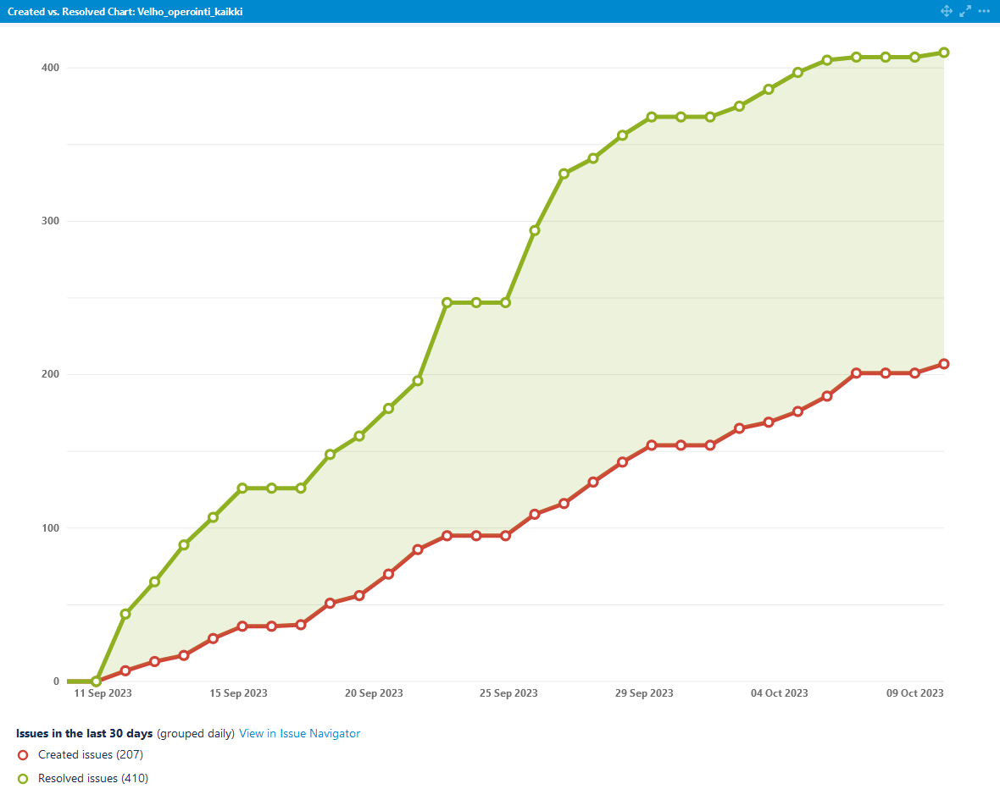 Created vs. Resolved Chart: Velho_operointi_kaikki
400
300
200
100
0
11 Sep 2023 15 Sep 2023 20 Sep 2023 25 Sep 2023 29 Sep 2023 04 Oct 2023 09 Oct 2023
Issues in the last 30 days (grouped daily) View in Issue Navigator
Created issues (207)
Resolved issues (410)